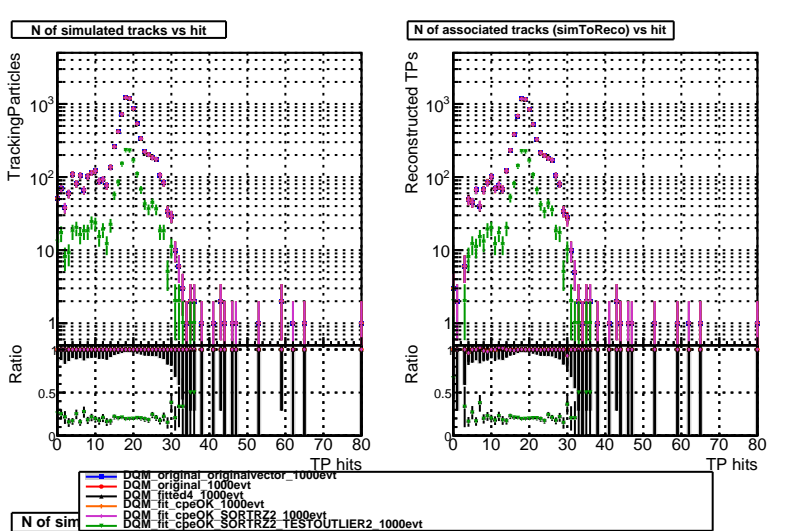 N of simulated tracks vs hit
N of associated tracks (simToReco) vs hit
TrackingParticles
10³
10²
10
1
Ratio
1
0.5
0
0 10 20 30 40 50 60 70 80
TP hits
Reconstructed TPs
10³
10²
10
1
Ratio
1
0.5
0
0 10 20 30 40 50 60 70 80
TP hits
DQM_original_originalvector_1000evt
DQM_original_1000evt
DQM_fitted4_1000evt
DQM_fit_cpeOK_1000evt
DQM_fit_cpeOK_SORTRZ2_1000evt
DQM_fit_cpeOK_SORTRZ2_TESTOUTLIER2_1000evt
N of sim